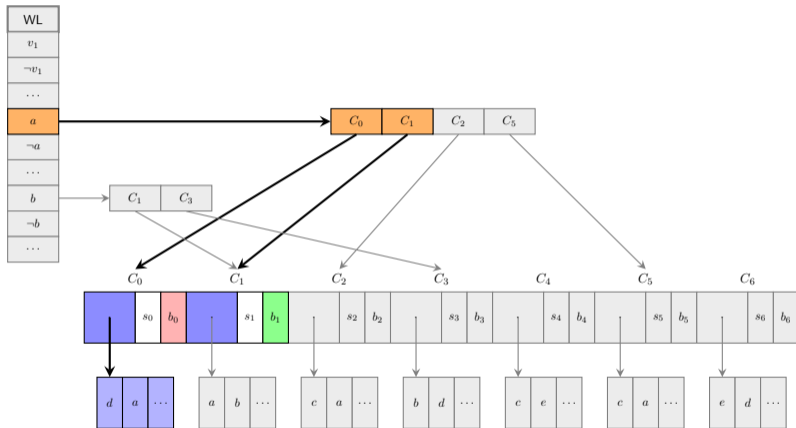 WL
v₁
¬v₁
...
a C₀ C₁ C₂ C₅
¬a
...
b C₁ C₃
¬b
...
C₀ C₁ C₂ C₃ C₄ C₅ C₆
s₀ b₀ s₁ b₁ s₂ b₂ s₃ b₃ s₄ b₄ s₅ b₅ s₆ b₆
d a ... a b ... c a ... b d ... c e ... c a ... e d ...